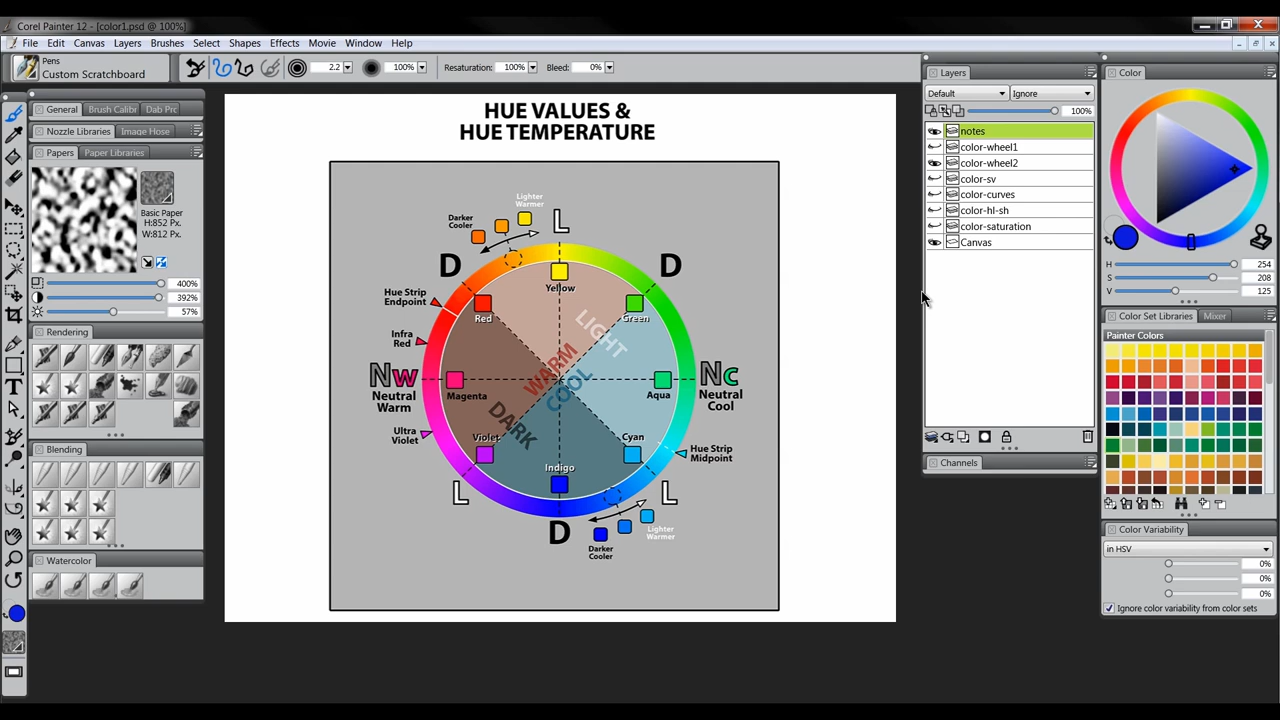 Corel Painter 12 - [color1.psd @ 100%]
File Edit Canvas Layers Brushes Select Shapes Effects Movie Window Help
Pens
Custom Scratchboard
2.2
100%
Resaturation: 100%
Bleed: 0%
General Brush Calibr Dab Pro
Nozzle Libraries Image Hose
Papers Paper Libraries
Basic Paper
H:852 Px.
W:812 Px.
400%
392%
57%
Rendering
Blending
Watercolor
HUE VALUES &
HUE TEMPERATURE
Lighter
Warmer
Darker
Cooler
L
D
D
Hue Strip
Endpoint
Yellow
Red
Green
Infra
Red
LIGHT
WARM
COOL
DARK
Nw
Neutral
Warm
Magenta
Aqua
Nc
Neutral
Cool
Ultra
Violet
Violet
Cyan
Hue Strip
Midpoint
Indigo
L
L
D
Darker
Cooler
Lighter
Warmer
Layers
Default Ignore
100%
notes
color-wheel1
color-wheel2
color-sv
color-curves
color-hl-sh
color-saturation
Canvas
Channels
Color
H 254
S 208
V 125
Color Set Libraries Mixer
Painter Colors
Color Variability
in HSV
0%
0%
0%
Ignore color variability from color sets